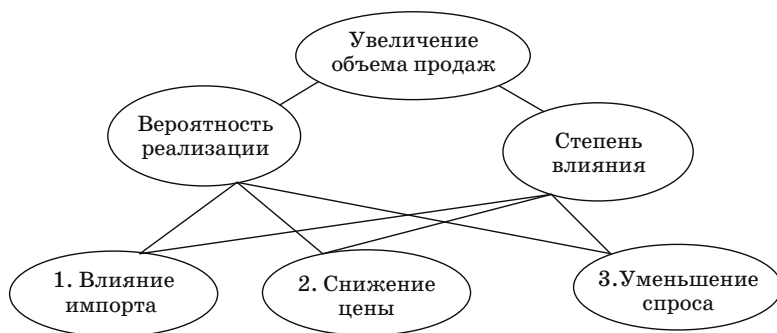 Увеличение
объема продаж
Вероятность
реализации
Степень
влияния
1. Влияние
импорта
2. Снижение
цены
3.Уменьшение
спроса